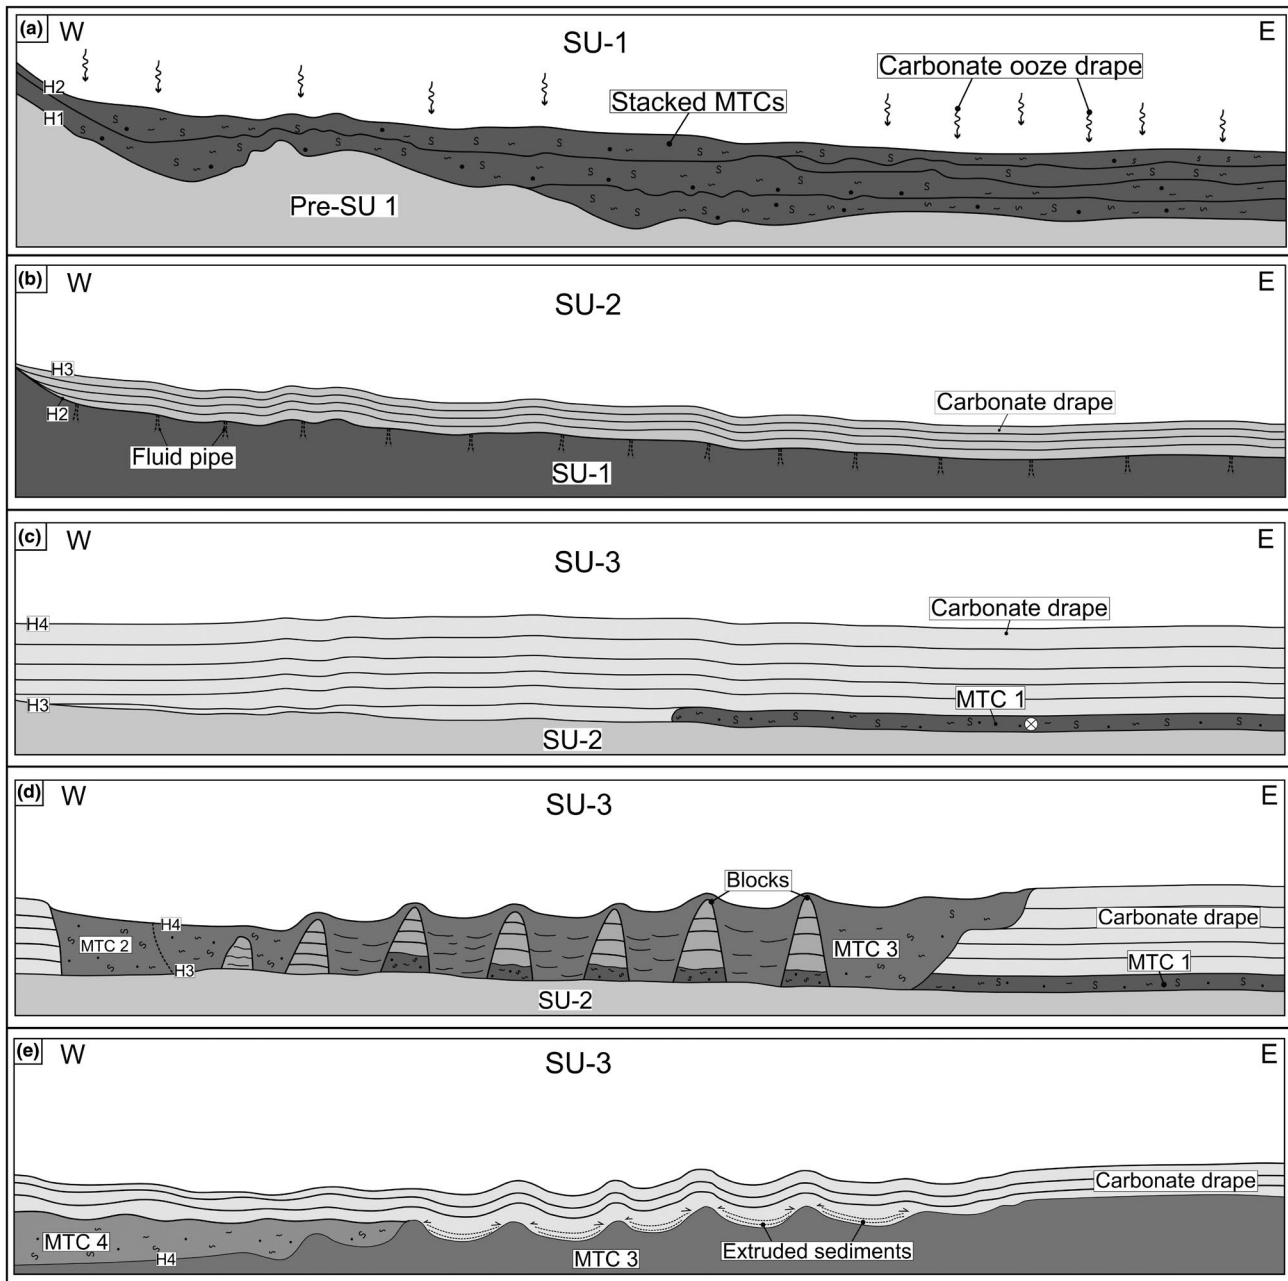 (a) W SU-1 E
Carbonate ooze drape
Stacked MTCs
H2
H1
Pre-SU 1
(b) W SU-2 E
H3
H2
Carbonate drape
Fluid pipe
SU-1
(c) W SU-3 E
Carbonate drape
H4
H3
MTC 1
SU-2
(d) W SU-3 E
Blocks
H4
Carbonate drape
MTC 2
MTC 3
MTC 1
H3
SU-2
(e) W SU-3 E
Carbonate drape
MTC 4
Extruded sediments
H4
MTC 3